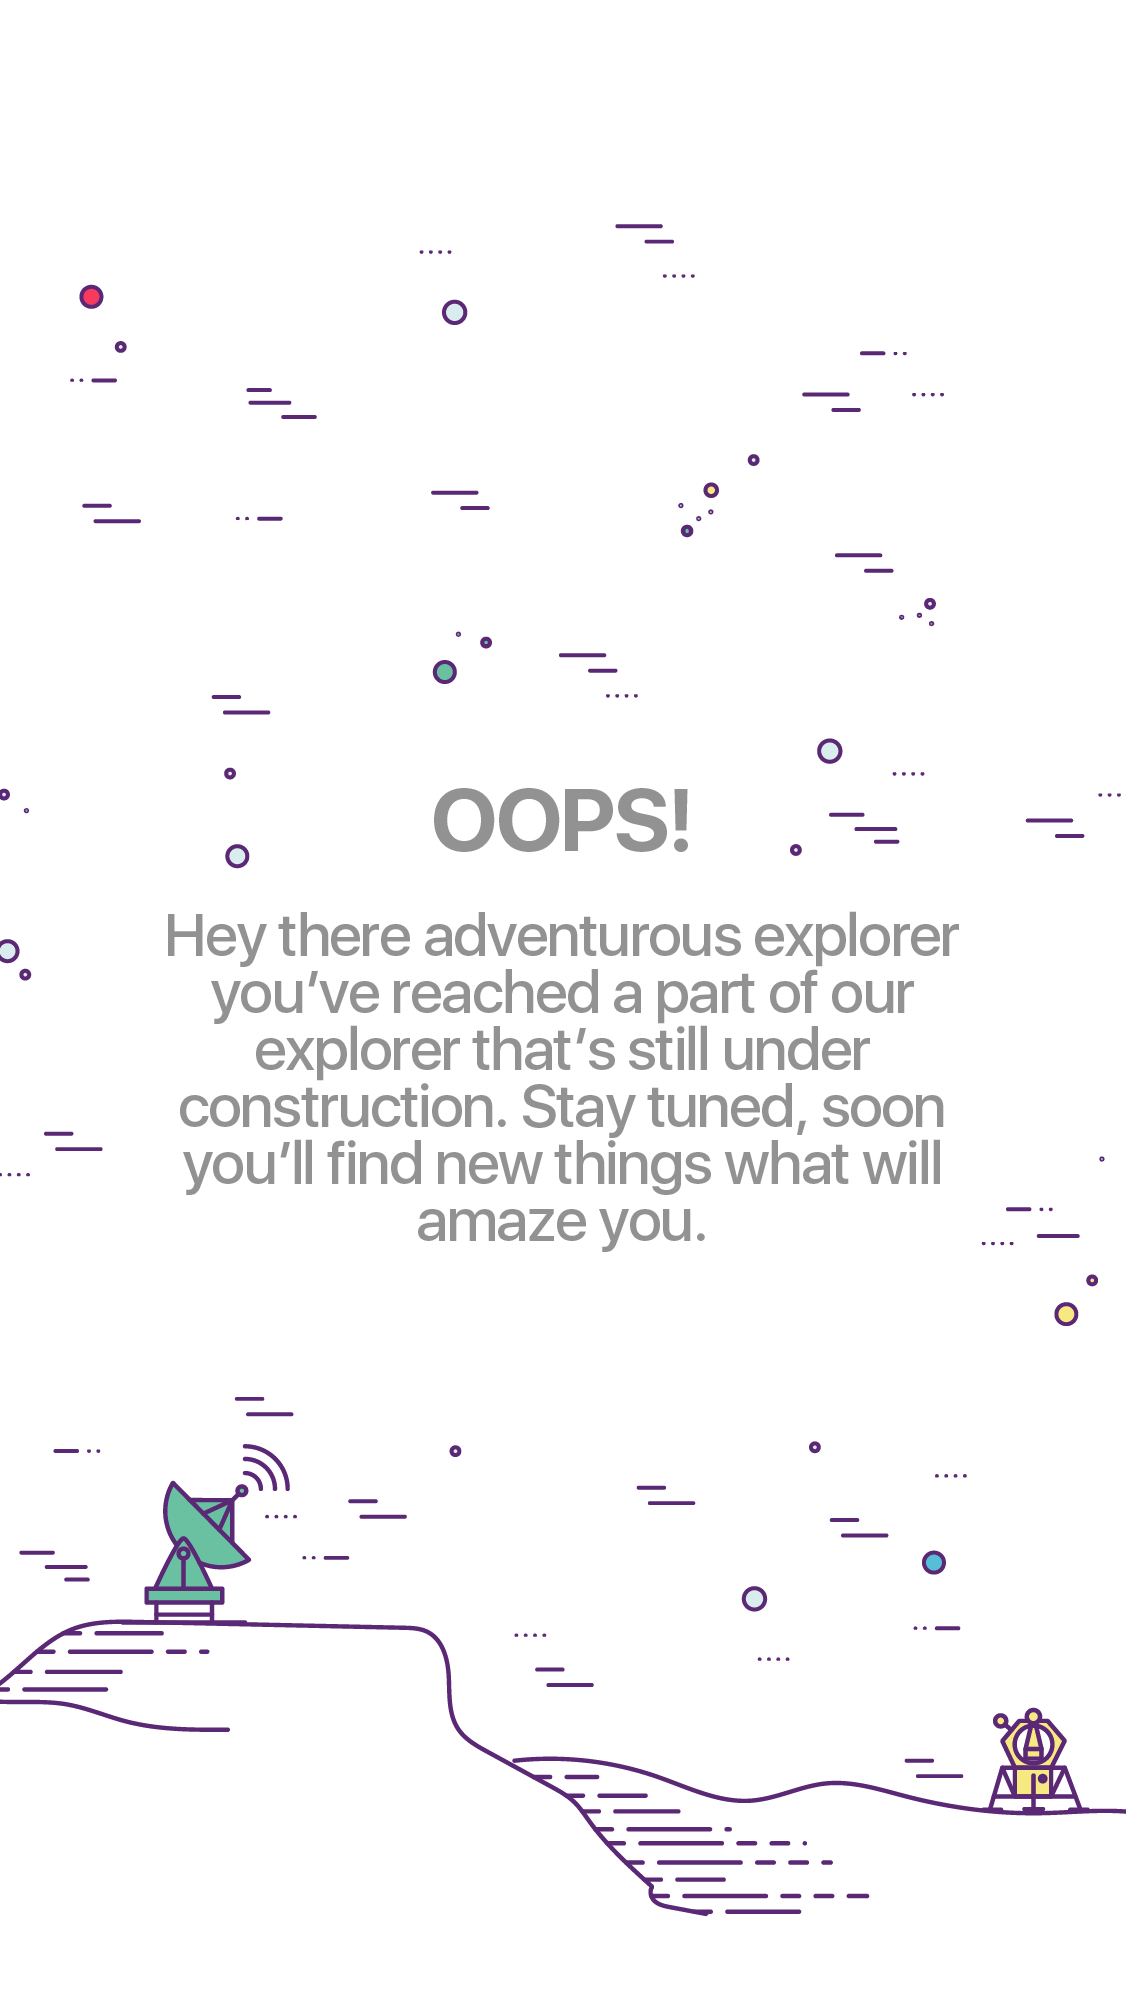 OOPS!
Hey there adventurous explorer
you’ve reached a part of our
explorer that’s still under
construction. Stay tuned, soon
you’ll find new things what will
amaze you.